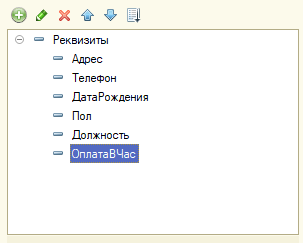 Реквизиты
Адрес
Телефон
ДатаРождения
Пол
Должность
ОплатаВЧас